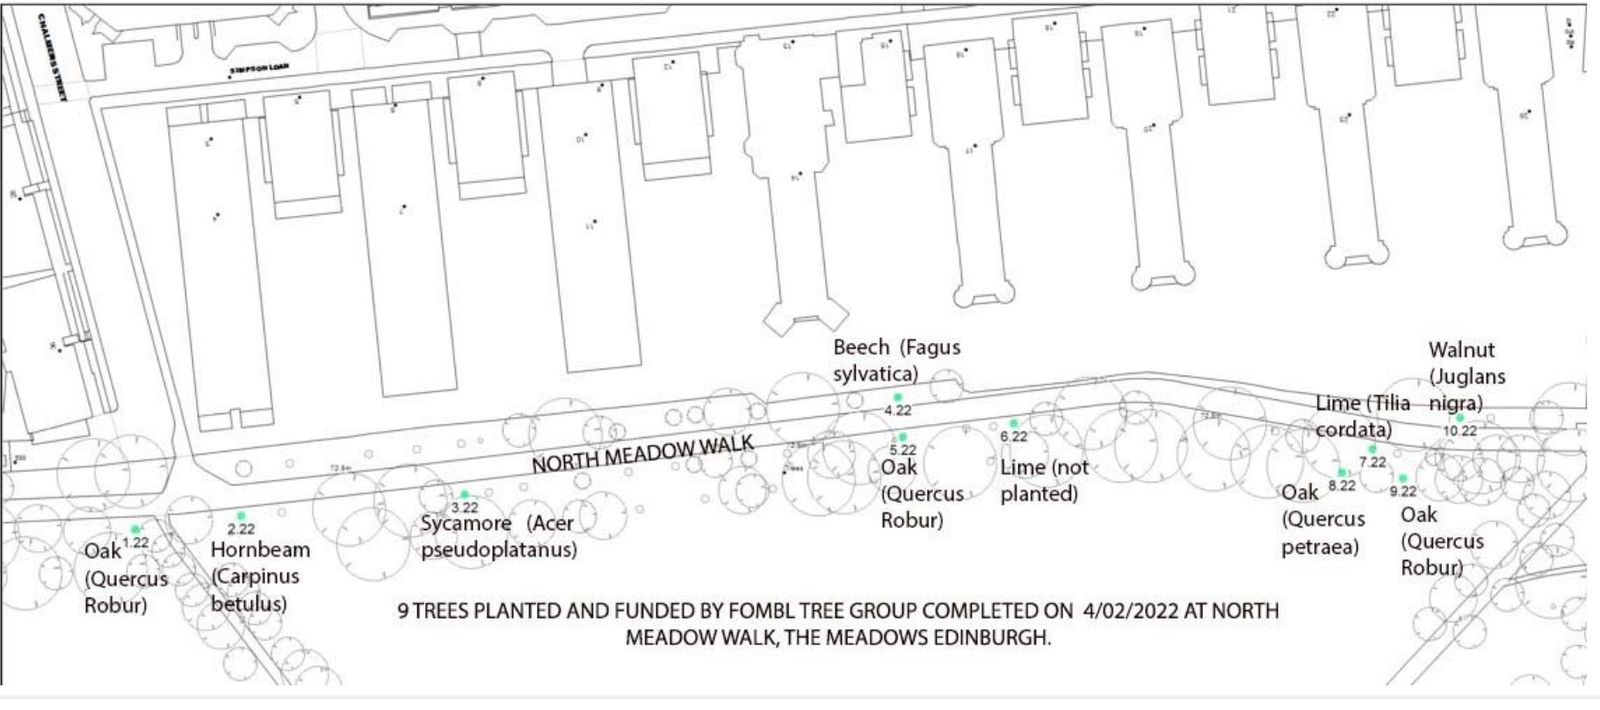 CHALMERS STREET
SIMPSON LOAN
Beech (Fagus
sylvatica)
4.22
5.22
Oak
(Quercus
Robur)
6.22
Lime (not
planted)
Walnut
(Juglans
nigra)
10.22
Lime (Tilia
cordata)
7.22
8.22
Oak
(Quercus
petraea)
9.22
Oak
(Quercus
Robur)
NORTH MEADOW WALK
3.22
Sycamore (Acer
pseudoplatanus)
2.22
Hornbeam
(Carpinus
betulus)
1.22
Oak
(Quercus
Robur)
9 TREES PLANTED AND FUNDED BY FOMBL TREE GROUP COMPLETED ON 4/02/2022 AT NORTH
MEADOW WALK, THE MEADOWS EDINBURGH.